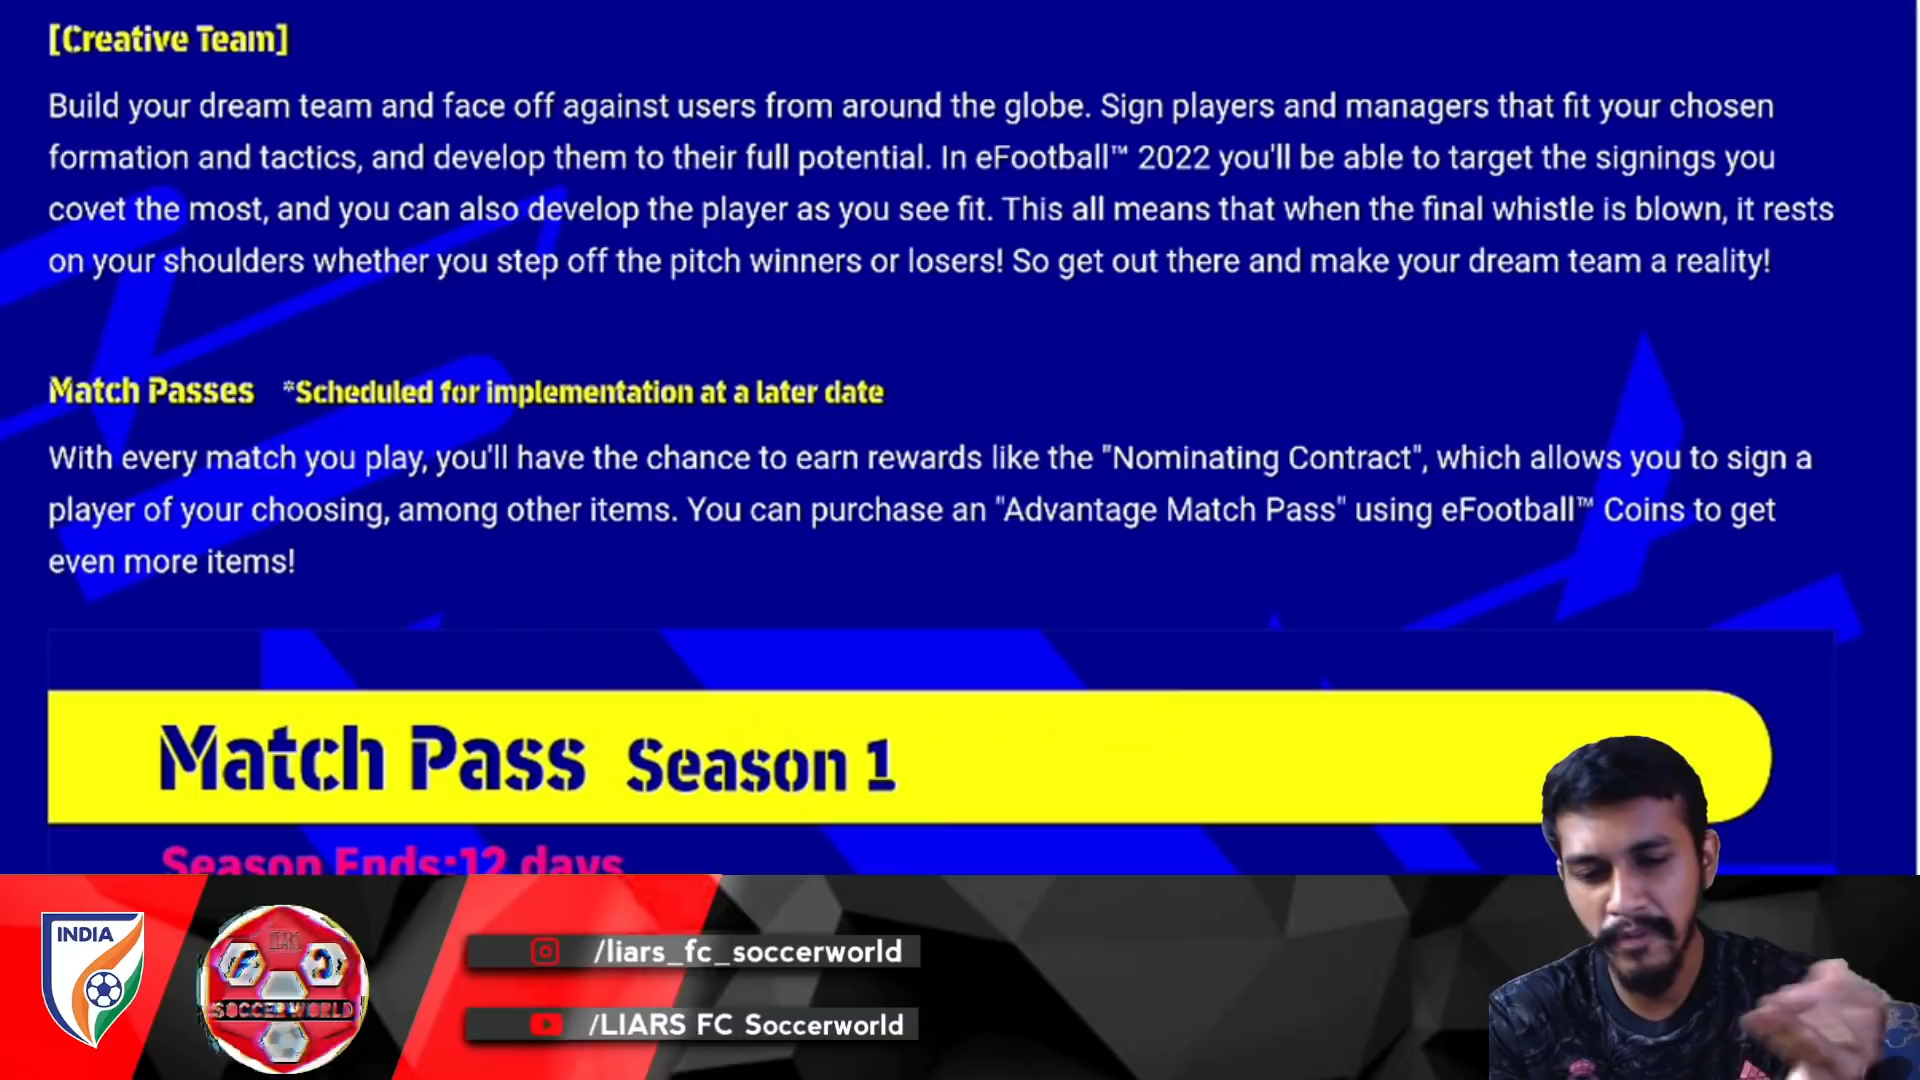 [Creative Team]
Build your dream team and face off against users from around the globe. Sign players and managers that fit your chosen
formation and tactics, and develop them to their full potential. In eFootball™ 2022 you'll be able to target the signings you
covet the most, and you can also develop the player as you see fit. This all means that when the final whistle is blown, it rests
on your shoulders whether you step off the pitch winners or losers! So get out there and make your dream team a reality!
Match Passes *Scheduled for implementation at a later date
With every match you play, you'll have the chance to earn rewards like the "Nominating Contract", which allows you to sign a
player of your choosing, among other items. You can purchase an "Advantage Match Pass" using eFootball™ Coins to get
even more items!
Match Pass Season 1
Season Ends:12 days
INDIA
LIARS
FC
SOCCER WORLD
/liars_fc_soccerworld
/LIARS FC Soccerworld